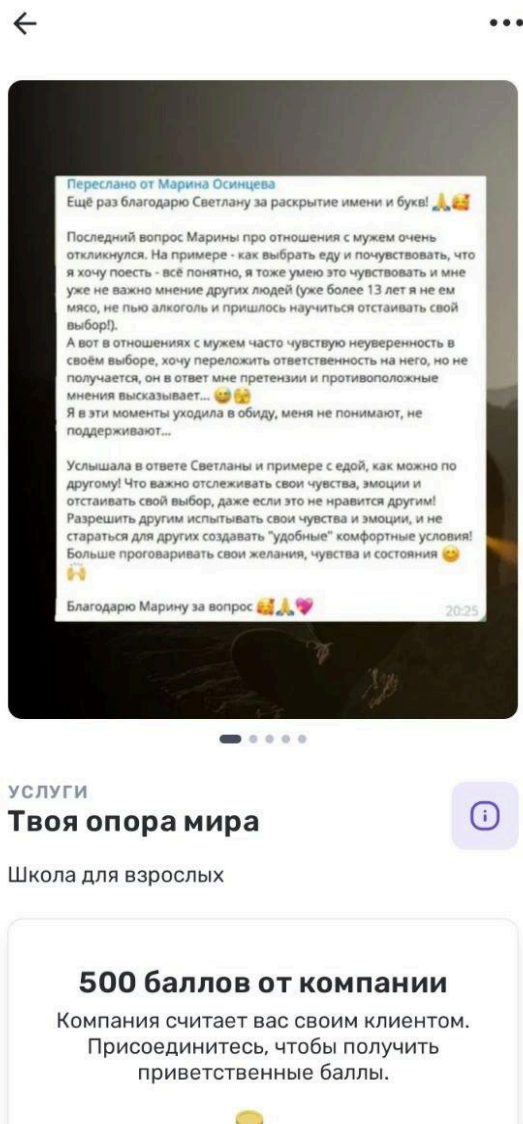 Переслано от Марина Осинцева
Ещё раз благодарю Светлану за раскрытие имени и букв! 🙏🥰
Последний вопрос Марины про отношения с мужем очень
откликнулся. На примере - как выбрать еду и почувствовать, что
я хочу поесть - всё понятно, я тоже умею это чувствовать и мне
уже не важно мнение других людей (уже более 13 лет я не ем
мясо, не пью алкоголь и пришлось научиться отстаивать свой
выбор!).
А вот в отношениях с мужем часто чувствую неуверенность в
своём выборе, хочу переложить ответственность на него, но не
получается, он в ответ мне претензии и противоположные
мнения высказывает... 😅🫣
Я в эти моменты уходила в обиду, меня не понимают, не
поддерживают...
Услышала в ответе Светланы и примере с едой, как можно по
другому! Что важно отслеживать свои чувства, эмоции и
отстаивать свой выбор, даже если это не нравится другим!
Разрешить другим испытывать свои чувства и эмоции, и не
стараться для других создавать "удобные" комфортные условия!
Больше проговаривать свои желания, чувства и состояния 😊
🙌
Благодарю Марину за вопрос 🥰🙏💖
20:25
УСЛУГИ
Твоя опора мира
Школа для взрослых
500 баллов от компании
Компания считает вас своим клиентом.
Присоединитесь, чтобы получить
приветственные баллы.